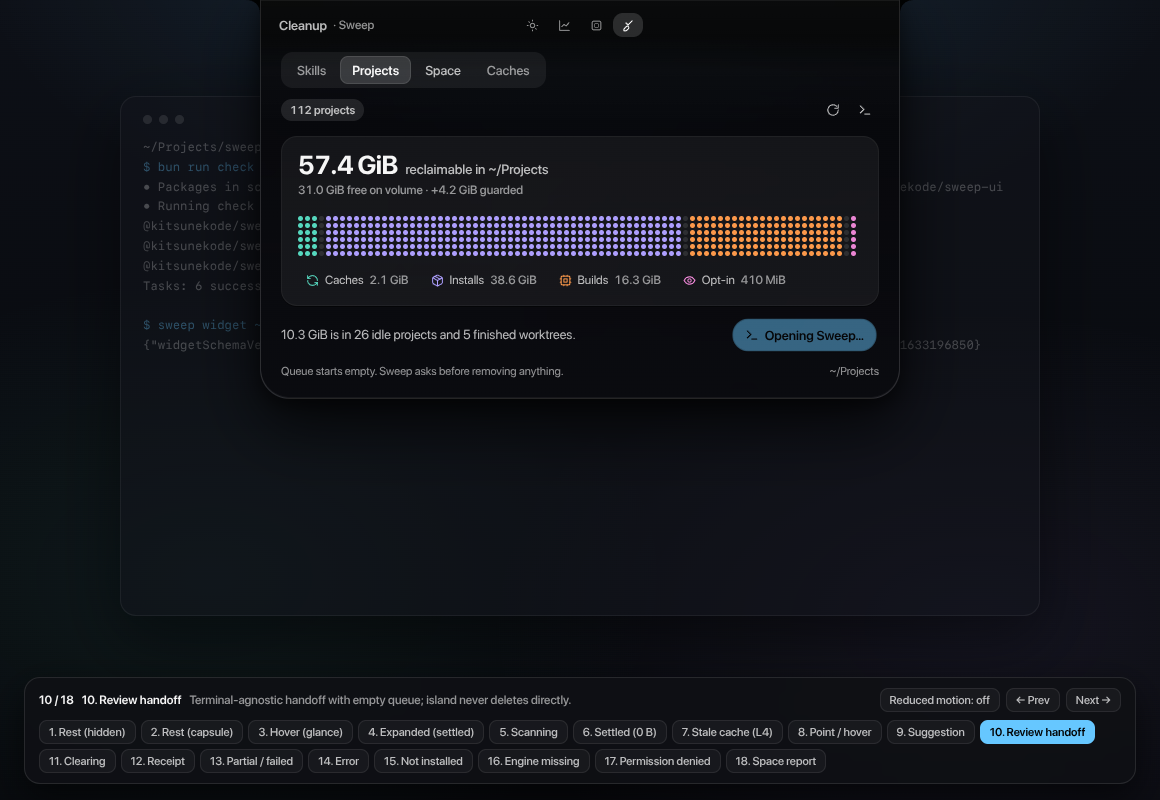 Cleanup · Sweep
Skills Projects Space Caches
112 projects
57.4 GiB reclaimable in ~/Projects
31.0 GiB free on volume · +4.2 GiB guarded
Caches 2.1 GiB Installs 38.6 GiB Builds 16.3 GiB Opt-in 410 MiB
10.3 GiB is in 26 idle projects and 5 finished worktrees.
Opening Sweep…
Queue starts empty. Sweep asks before removing anything.
~/Projects
~/Projects/sweep
$ bun run check
• Packages in sc
ekode/sweep-ui
• Running check
@kitsunekode/swe
@kitsunekode/swe
@kitsunekode/swe
Tasks: 6 success
$ sweep widget ~
{"widgetSchemaVe
1633196850}
10 / 18 10. Review handoff Terminal-agnostic handoff with empty queue; island never deletes directly.
Reduced motion: off ← Prev Next →
1. Rest (hidden) 2. Rest (capsule) 3. Hover (glance) 4. Expanded (settled) 5. Scanning 6. Settled (0 B) 7. Stale cache (L4) 8. Point / hover 9. Suggestion 10. Review handoff
11. Clearing 12. Receipt 13. Partial / failed 14. Error 15. Not installed 16. Engine missing 17. Permission denied 18. Space report